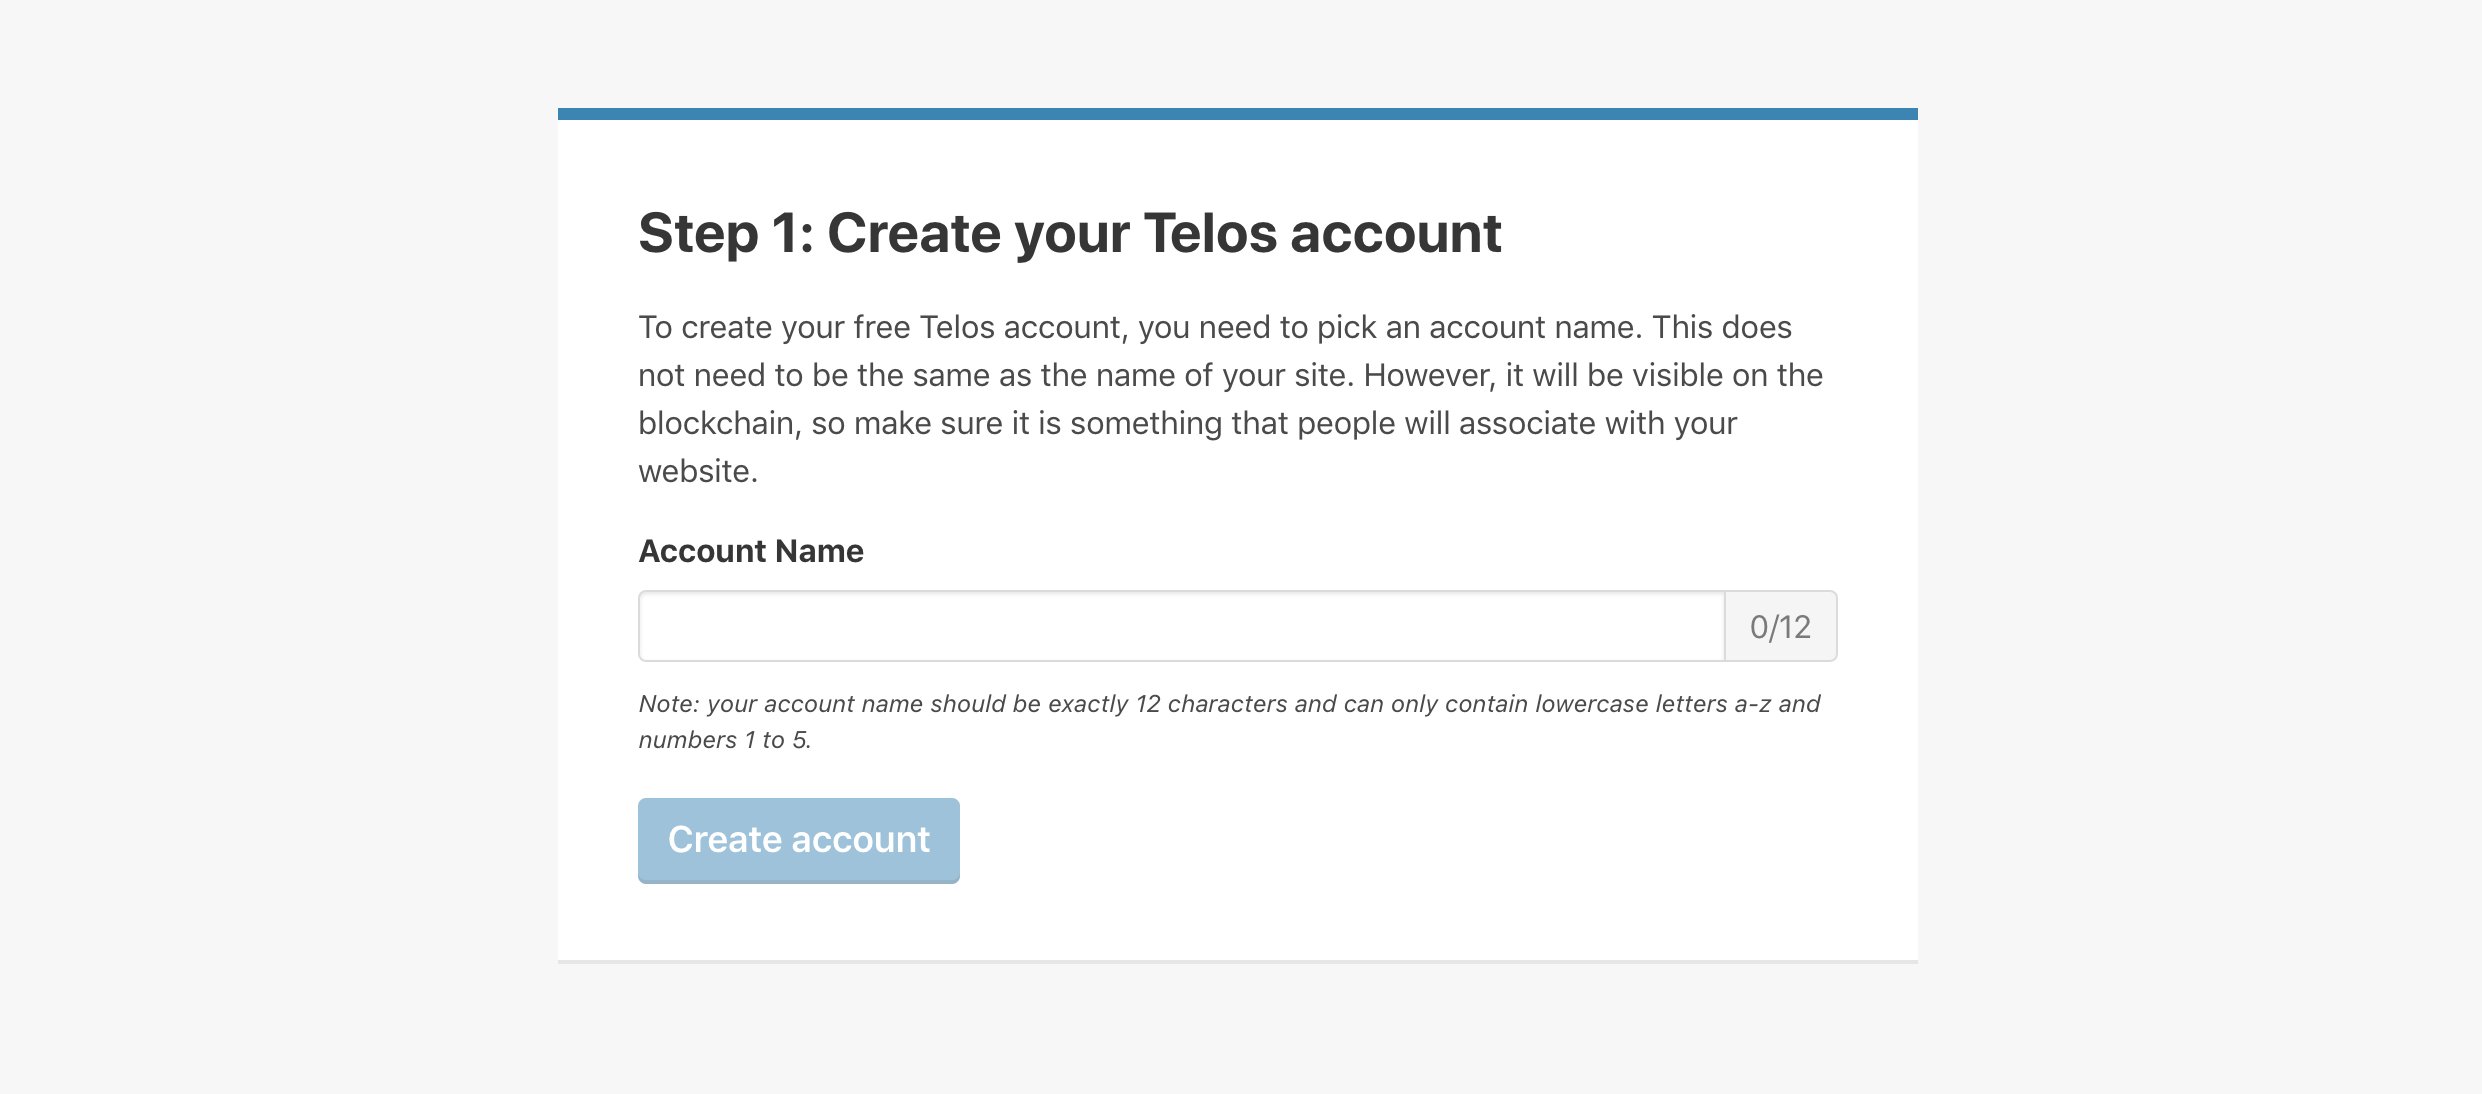 Step 1: Create your Telos account
To create your free Telos account, you need to pick an account name. This does
not need to be the same as the name of your site. However, it will be visible on the
blockchain, so make sure it is something that people will associate with your
website.
Account Name
0/12
Note: your account name should be exactly 12 characters and can only contain lowercase letters a-z and
numbers 1 to 5.
Create account